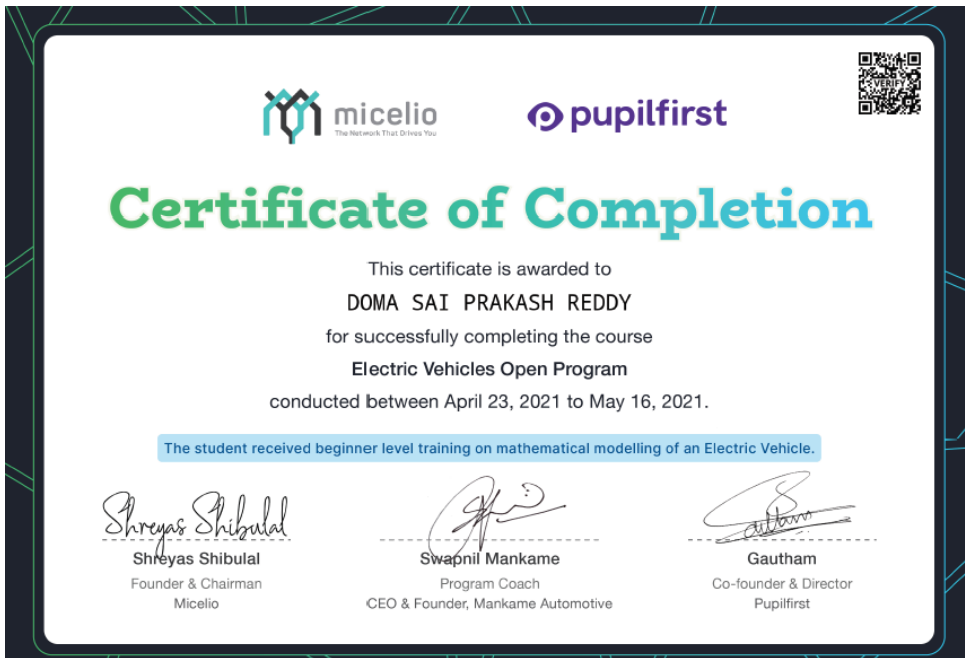 micelio
The Network That Drives You
pupilfirst
VERIFY
Certificate of Completion
This certificate is awarded to
DOMA SAI PRAKASH REDDY
for successfully completing the course
Electric Vehicles Open Program
conducted between April 23, 2021 to May 16, 2021.
The student received beginner level training on mathematical modelling of an Electric Vehicle.
Shreyas Shibulal
Shreyas Shibulal
Founder & Chairman
Micelio
Swapnil Mankame
Program Coach
CEO & Founder, Mankame Automotive
Gautham
Co-founder & Director
Pupilfirst